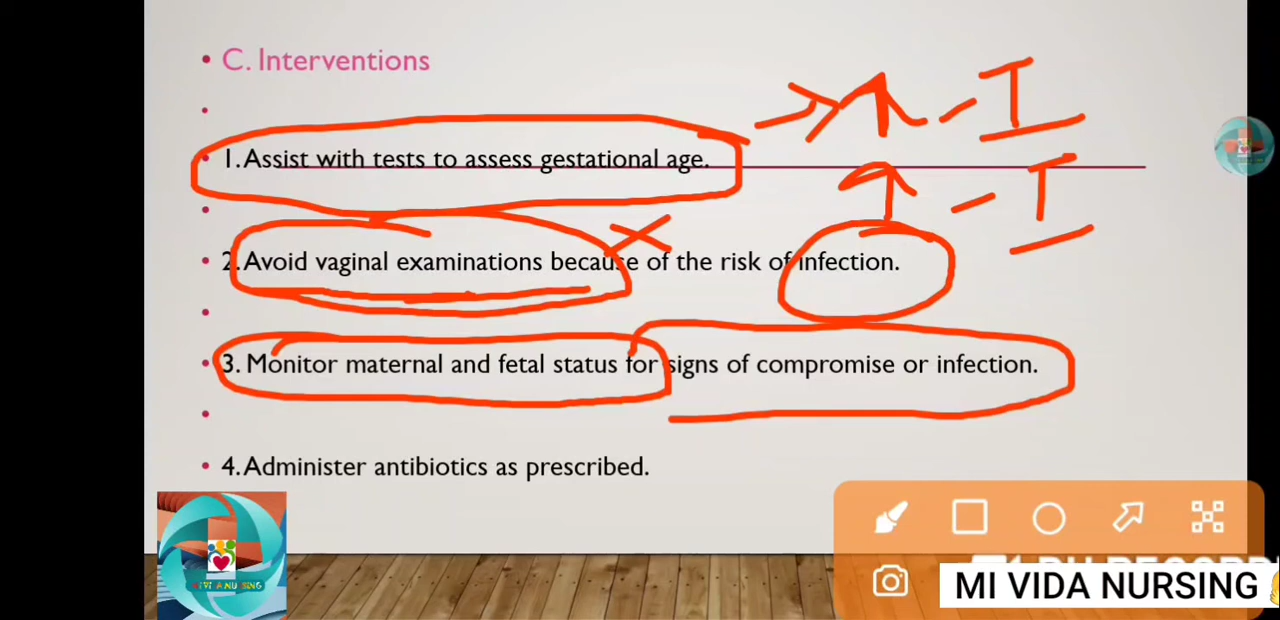 C. Interventions
1. Assist with tests to assess gestational age.
2. Avoid vaginal examinations because of the risk of infection.
3. Monitor maternal and fetal status for signs of compromise or infection.
4. Administer antibiotics as prescribed.
↑ - I
↑ - I
MI VIDA NURSING